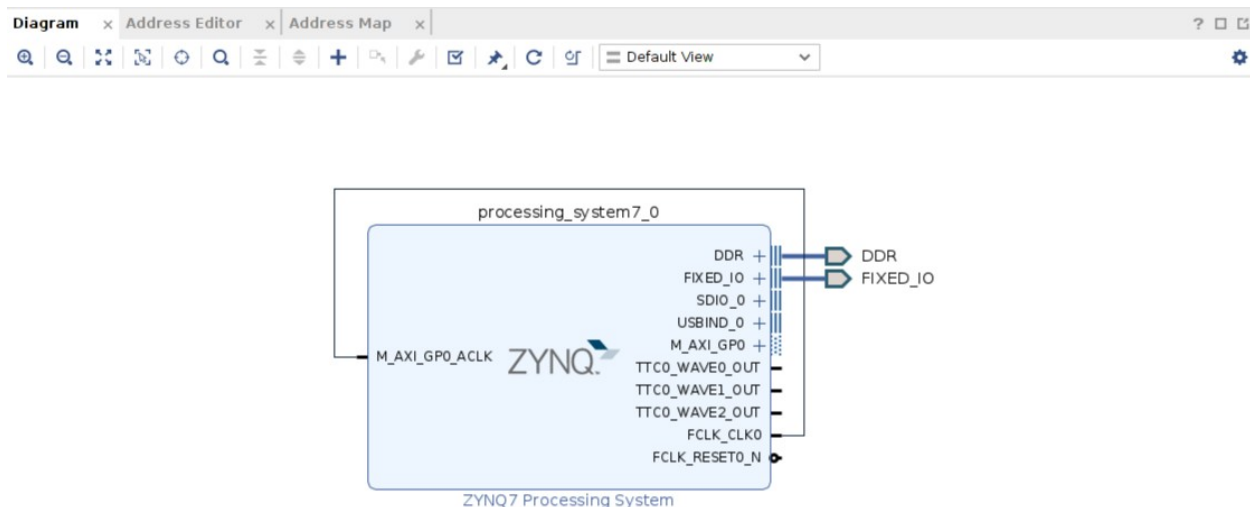 Diagram × Address Editor × Address Map × ?
Default View
processing_system7_0
DDR + DDR
FIXED_IO + FIXED_IO
SDIO_0 +
USBIND_0 +
M_AXI_GP0 +
M_AXI_GP0_ACLK ZYNQ.
TTC0_WAVE0_OUT
TTC0_WAVE1_OUT
TTC0_WAVE2_OUT
FCLK_CLK0
FCLK_RESET0_N
ZYNQ7 Processing System